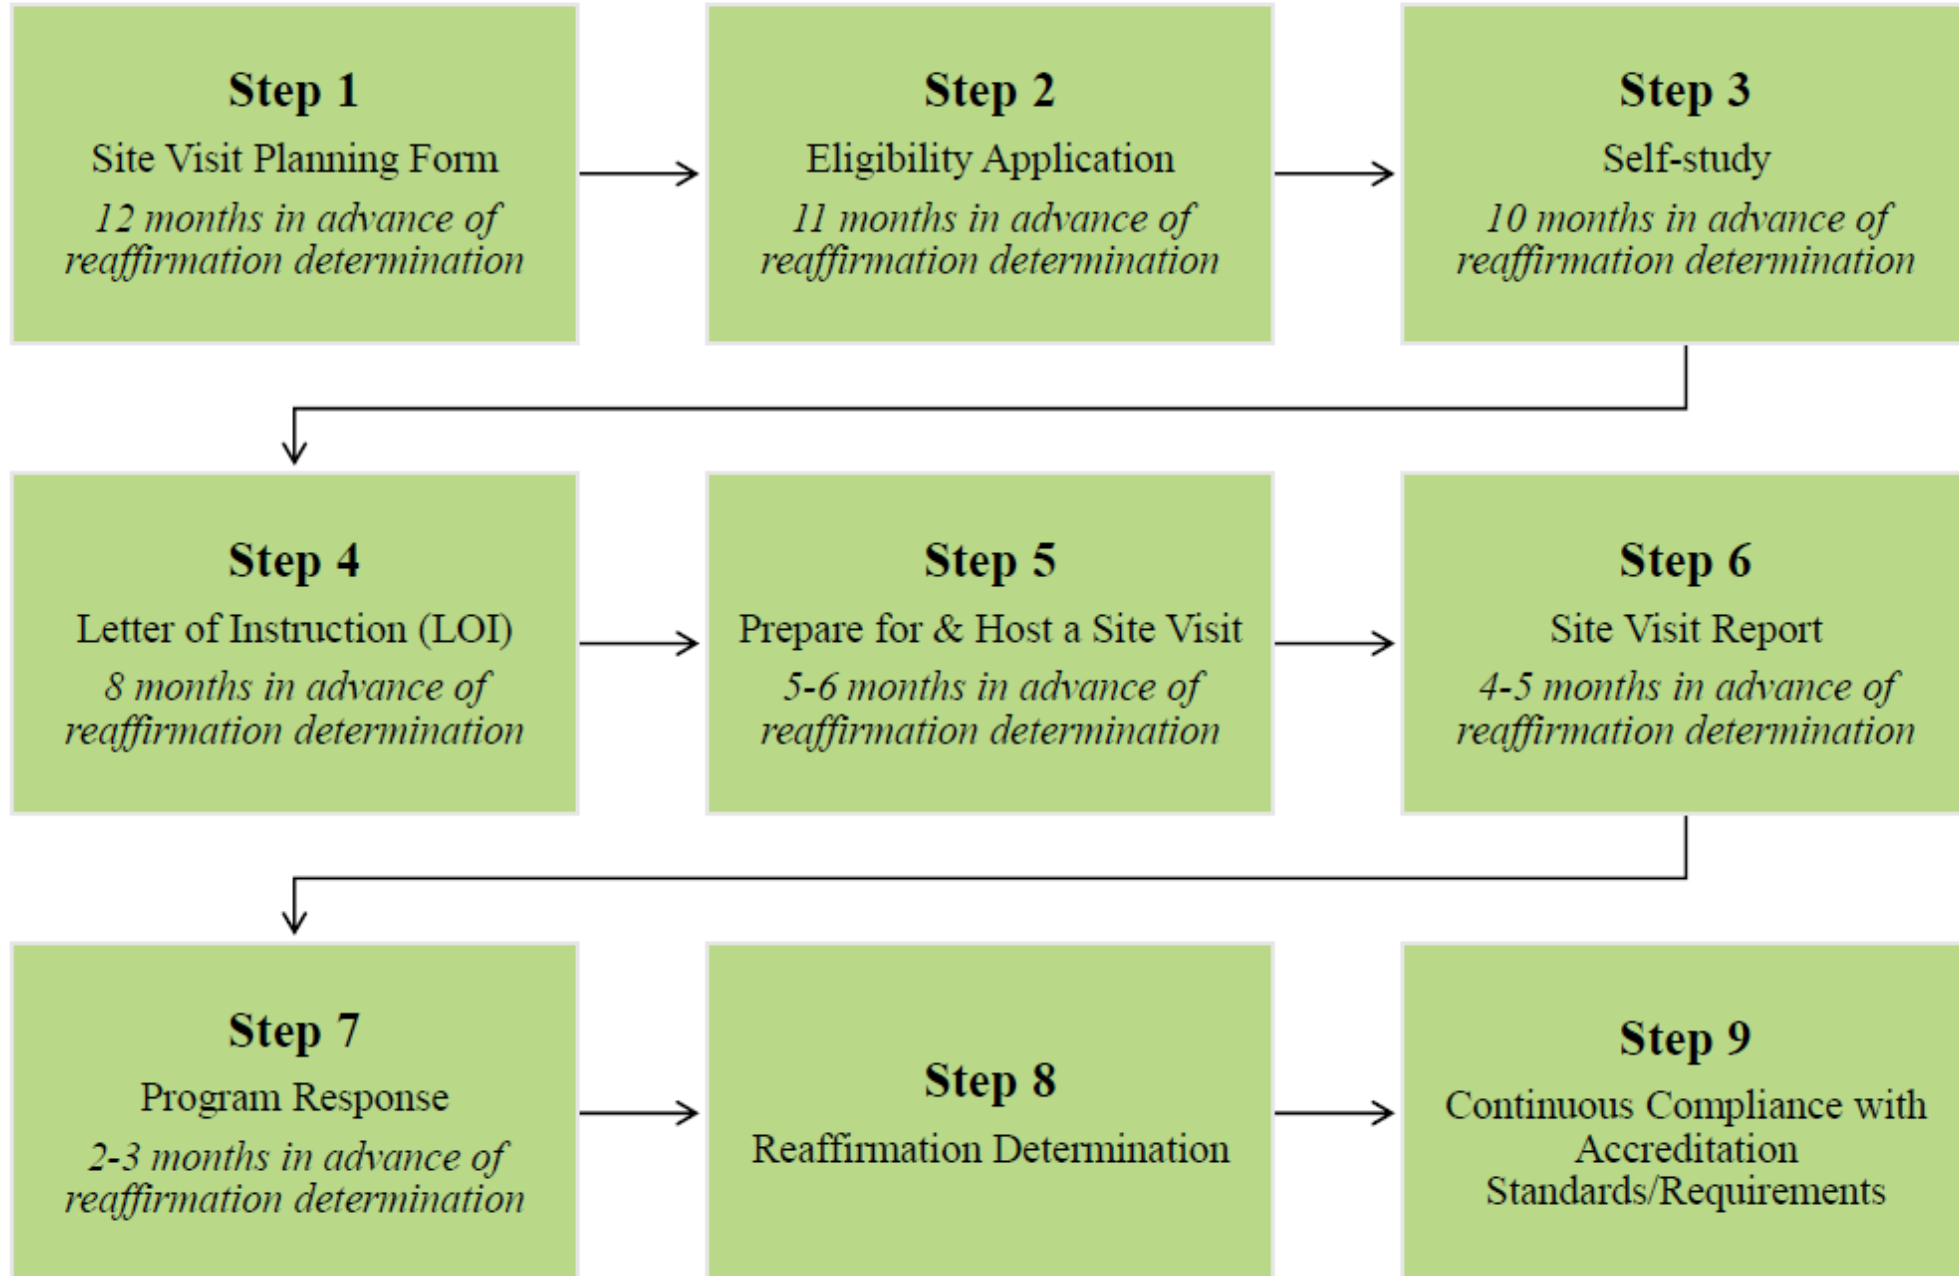 Step 1
Site Visit Planning Form
12 months in advance of
reaffirmation determination
Step 2
Eligibility Application
11 months in advance of
reaffirmation determination
Step 3
Self-study
10 months in advance of
reaffirmation determination
Step 4
Letter of Instruction (LOI)
8 months in advance of
reaffirmation determination
Step 5
Prepare for & Host a Site Visit
5-6 months in advance of
reaffirmation determination
Step 6
Site Visit Report
4-5 months in advance of
reaffirmation determination
Step 7
Program Response
2-3 months in advance of
reaffirmation determination
Step 8
Reaffirmation Determination
Step 9
Continuous Compliance with
Accreditation
Standards/Requirements